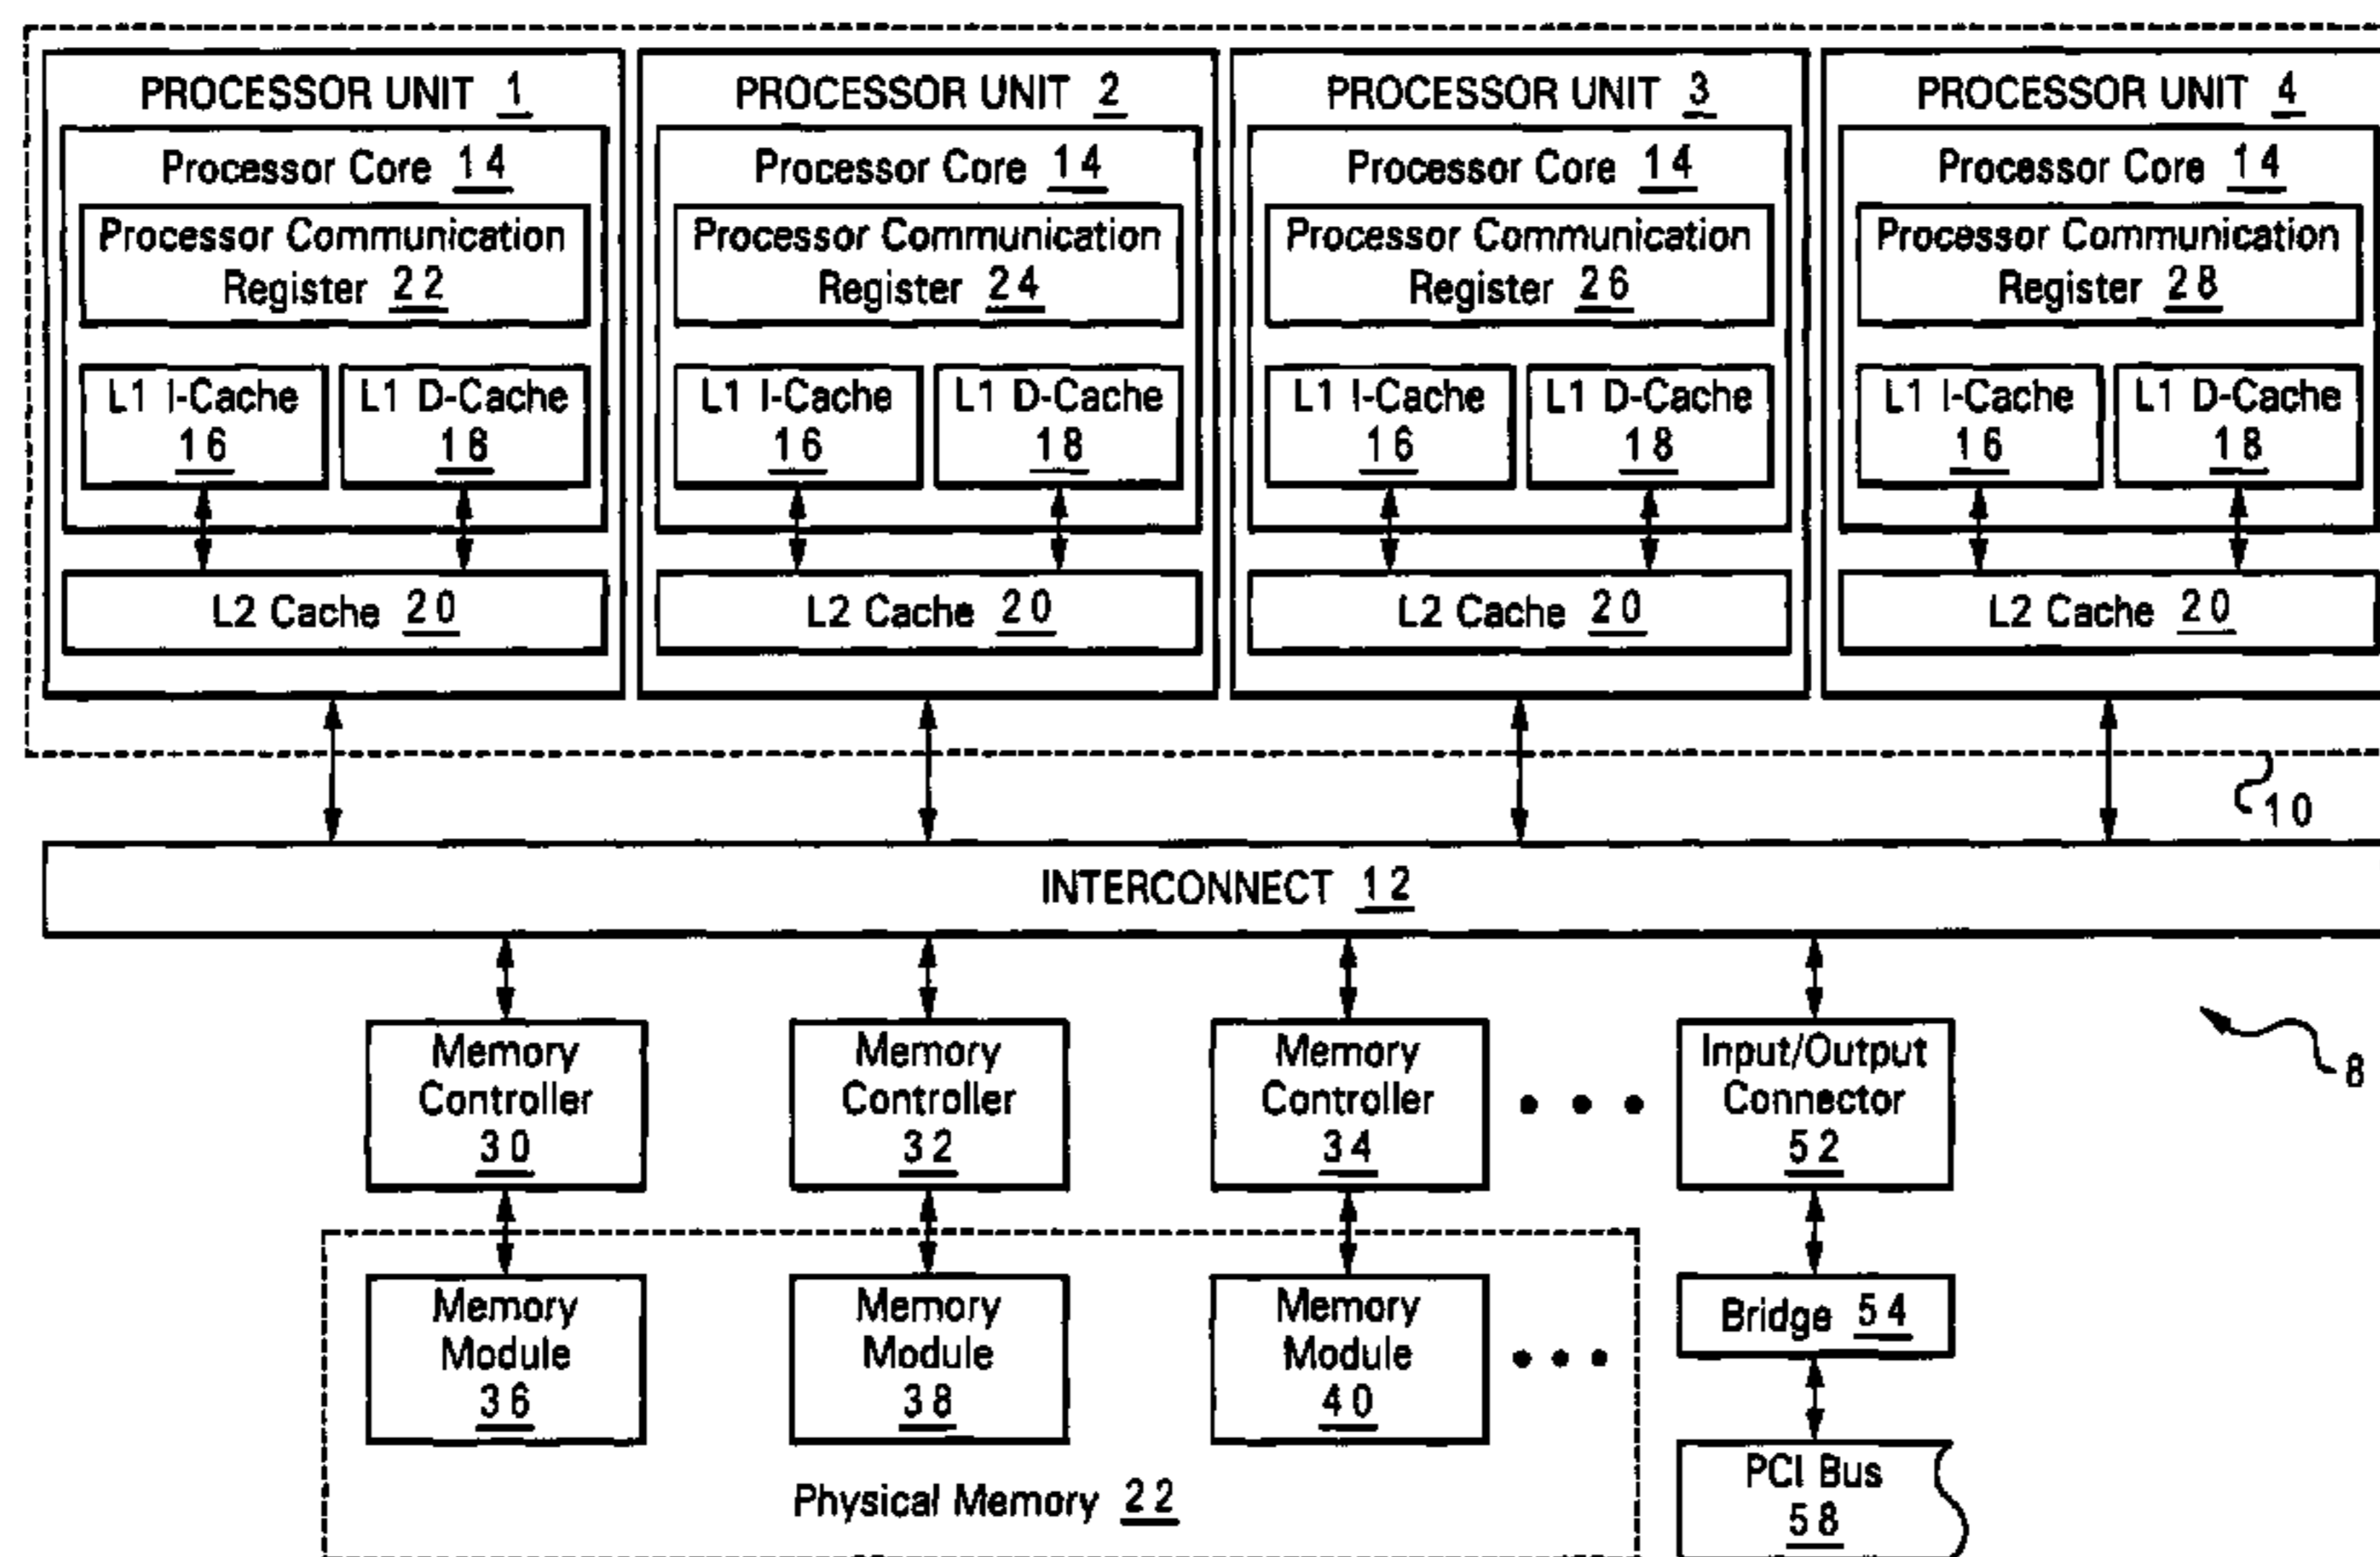 PROCESSOR UNIT 1
Processor Core 14
Processor Communication
Register 22
L1 I-Cache
16
L1 D-Cache
18
L2 Cache 20
PROCESSOR UNIT 2
Processor Core 14
Processor Communication
Register 24
L1 I-Cache
16
L1 D-Cache
18
L2 Cache 20
PROCESSOR UNIT 3
Processor Core 14
Processor Communication
Register 26
L1 I-Cache
16
L1 D-Cache
18
L2 Cache 20
PROCESSOR UNIT 4
Processor Core 14
Processor Communication
Register 28
L1 I-Cache
16
L1 D-Cache
18
L2 Cache 20
10
INTERCONNECT 12
Memory
Controller
30
Memory
Controller
32
Memory
Controller
34
Input/Output
Connector
52
8
Memory
Module
36
Memory
Module
38
Memory
Module
40
Bridge 54
Physical Memory 22
PCI Bus
58